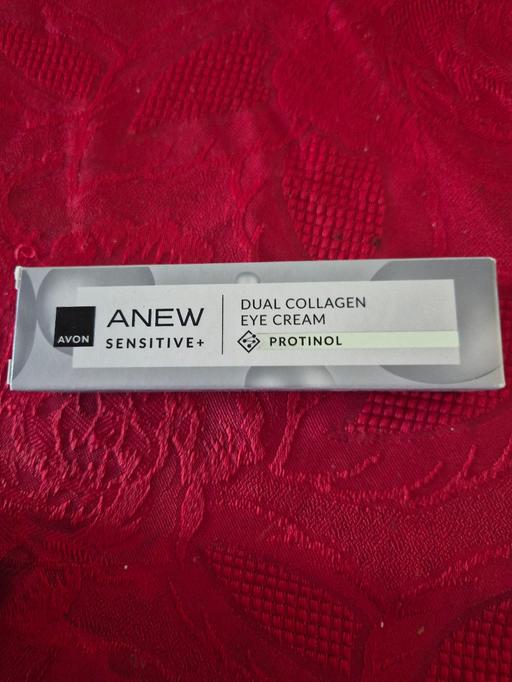 AVON
ANEW
SENSITIVE+
DUAL COLLAGEN
EYE CREAM
PROTINOL